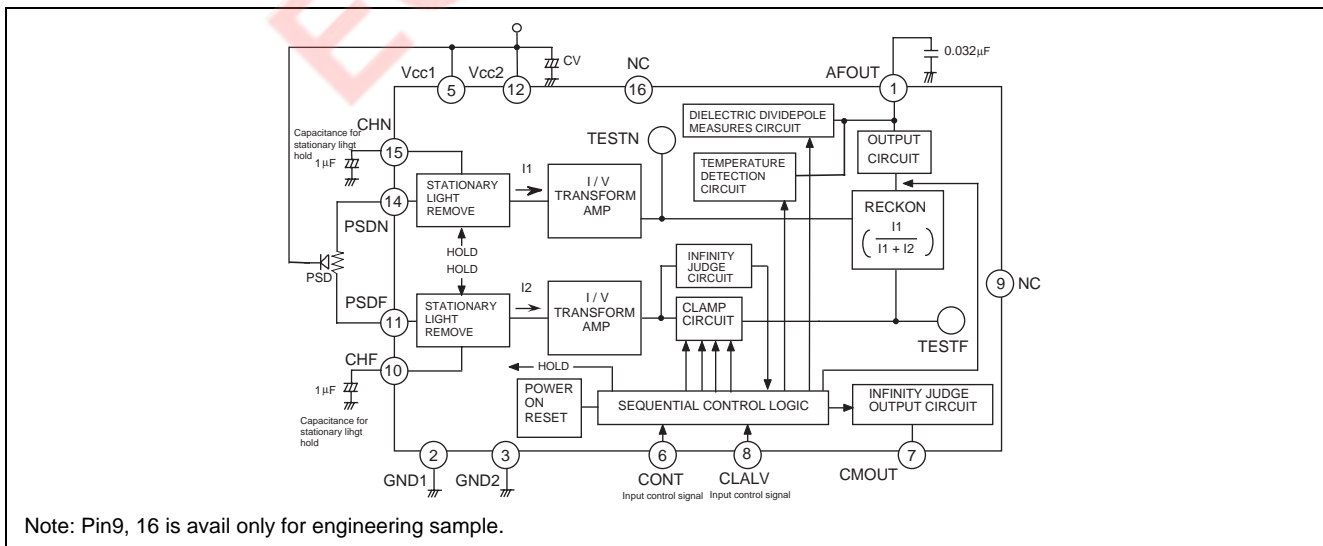 CV
0.032μF
Vcc1
Vcc2
NC
AFOUT
5
12
16
1
DIELECTRIC DIVIDEPOLE
MEASURES CIRCUIT
Capacitance for
stationary lihgt
hold
CHN
TESTN
OUTPUT
CIRCUIT
1μF
15
TEMPERATURE
DETECTION
CIRCUIT
STATIONARY
LIGHT
REMOVE
I1
I / V
TRANSFORM
AMP
14
PSDN
RECKON
( I1
I1 + I2 )
HOLD
HOLD
PSD
INFINITY
JUDGE
CIRCUIT
9
NC
PSDF
11
STATIONARY
LIGHT
REMOVE
I2
I / V
TRANSFORM
AMP
CLAMP
CIRCUIT
TESTF
CHF
10
HOLD
1μF
POWER
ON
RESET
SEQUENTIAL CONTROL LOGIC
INFINITY JUDGE
OUTPUT CIRCUIT
Capacitance for
stationary lihgt
hold
2
3
6
8
7
GND1
GND2
CONT
Input control signal
CLALV
Input control signal
CMOUT
Note: Pin9, 16 is avail only for engineering sample.